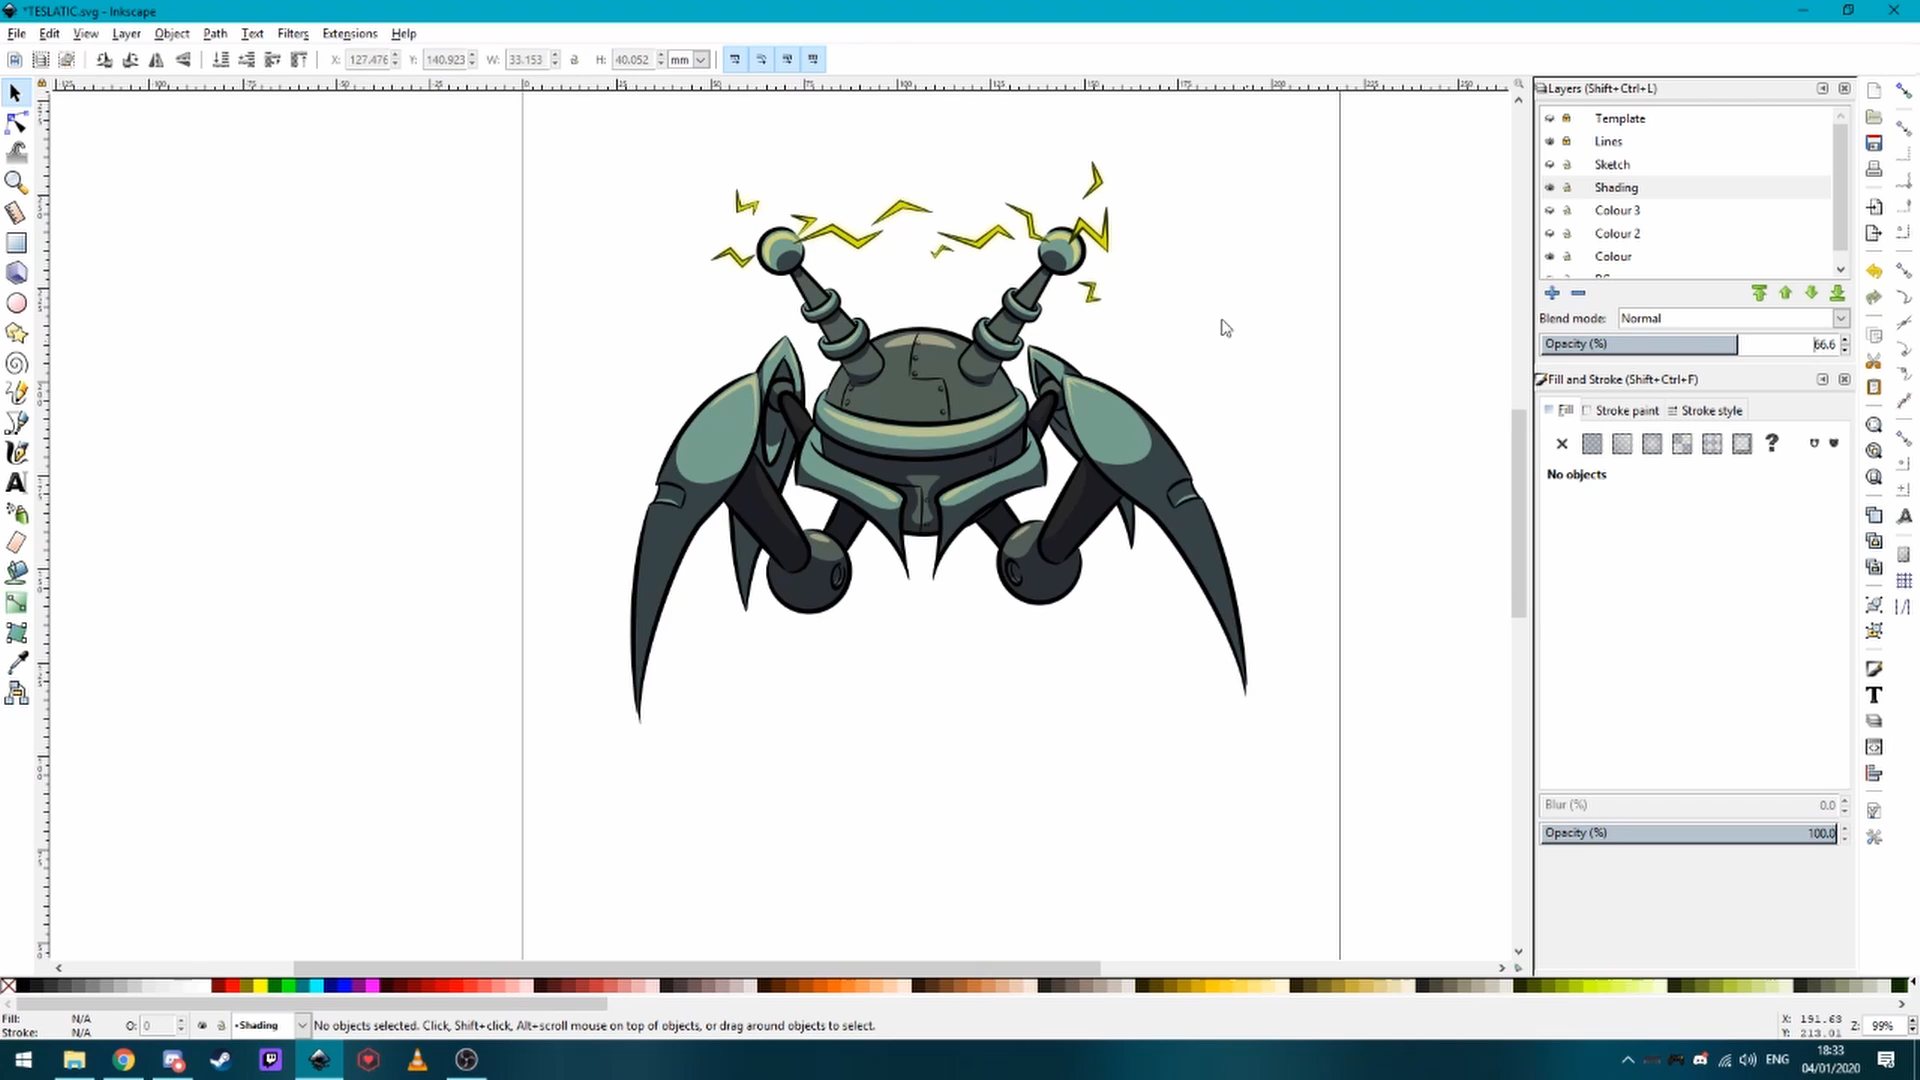 *TESLATIC.svg - Inkscape
File Edit View Layer Object Path Text Filters Extensions Help
X: 127.476 Y: 140.923 W: 33.153 H: 40.052 mm
Layers (Shift+Ctrl+L)
Template
Lines
Sketch
Shading
Colour 3
Colour 2
Colour
Blend mode: Normal
Opacity (%) 66.6
Fill and Stroke (Shift+Ctrl+F)
Fill Stroke paint Stroke style
No objects
Blur (%) 0.0
Opacity (%) 100.0
Fill: N/A
Stroke: N/A
O: 0
•Shading
No objects selected. Click, Shift+click, Alt+scroll mouse on top of objects, or drag around objects to select.
X: 191.63
Y: 213.01
Z: 99%
ENG
18:33
04/01/2020